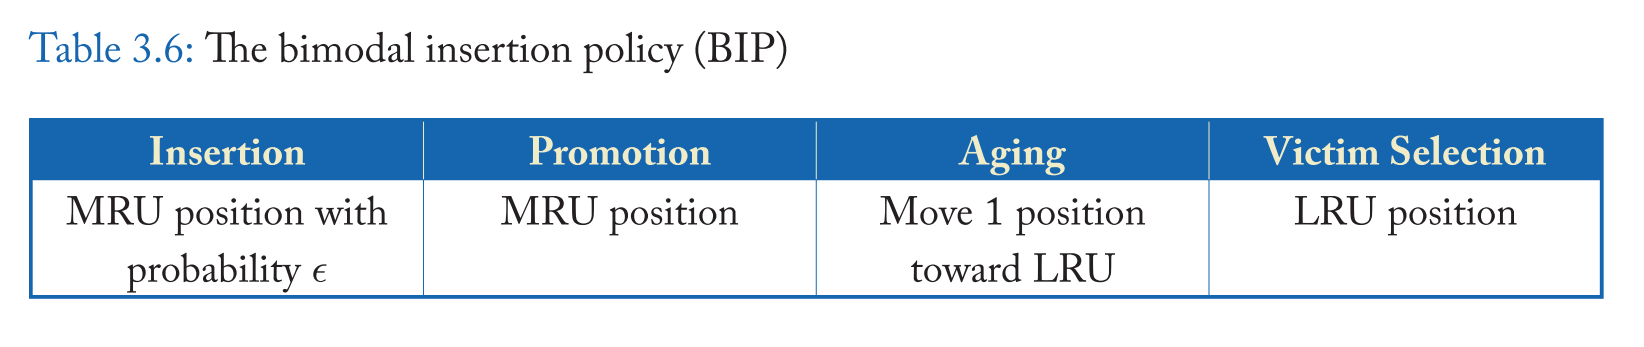 Table 3.6: The bimodal insertion policy (BIP)
Insertion Promotion Aging Victim Selection
MRU position with MRU position Move 1 position LRU position
probability ϵ toward LRU